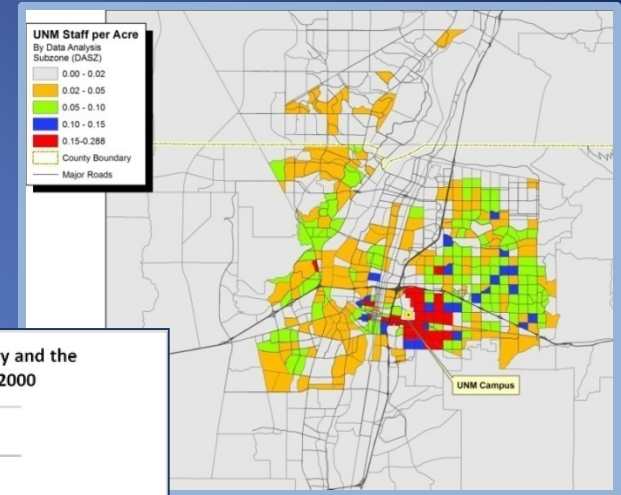 UNM Staff per Acre
By Data Analysis
Subzone (DASZ)
0.00 - 0.02
0.02 - 0.05
0.05 - 0.10
0.10 - 0.15
0.15-0.288
County Boundary
Major Roads
UNM Campus
y and the
2000